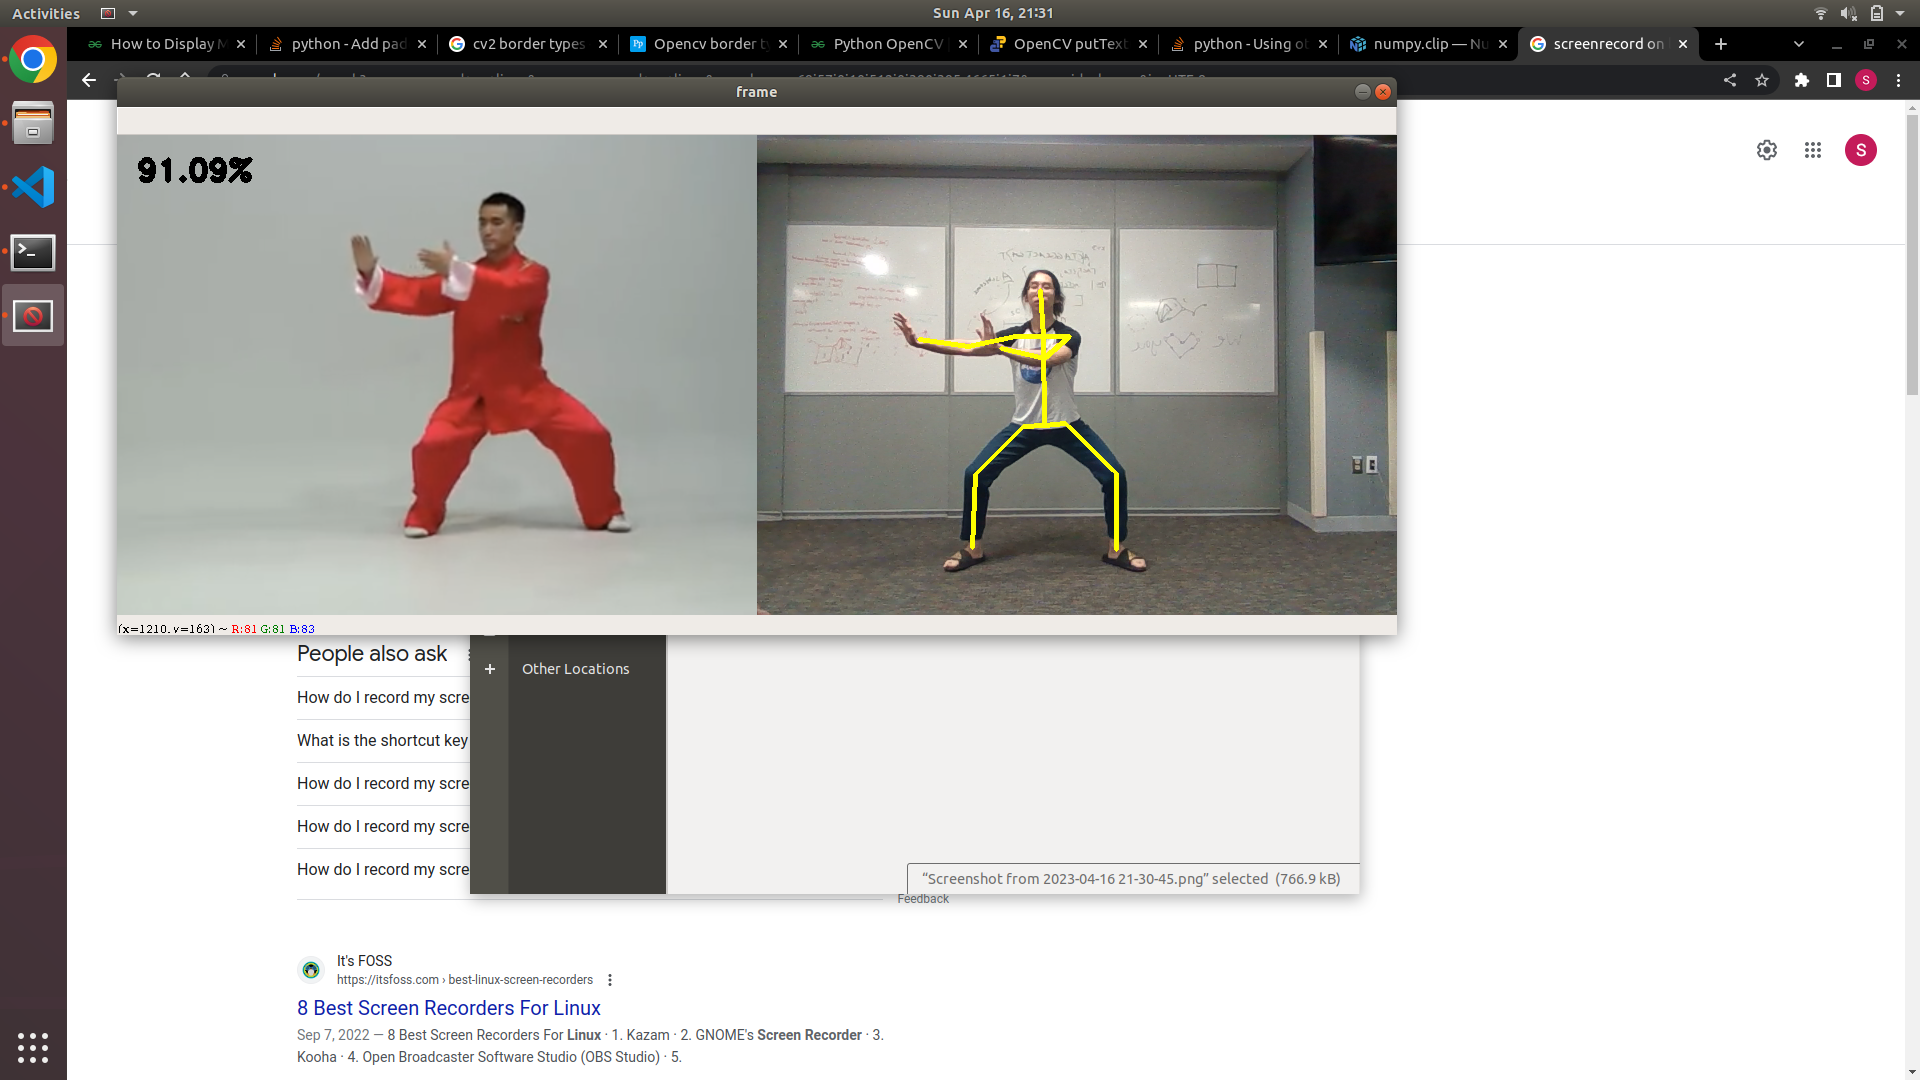 Activities
Sun Apr 16, 21:31
How to Display M
python - Add pad
cv2 border types
Opencv border t
Python OpenCV
OpenCV putText
python - Using ot
numpy.clip — Nu
screenrecord on
S
frame
S
91.09%
(x=1210, y=163) ~ R:81 G:81 B:83
People also ask
Other Locations
How do I record my scre
What is the shortcut key
How do I record my scre
How do I record my scre
How do I record my scre
“Screenshot from 2023-04-16 21-30-45.png” selected (766.9 kB)
Feedback
It's FOSS
https://itsfoss.com › best-linux-screen-recorders
8 Best Screen Recorders For Linux
Sep 7, 2022 — 8 Best Screen Recorders For Linux · 1. Kazam · 2. GNOME's Screen Recorder · 3.
Kooha · 4. Open Broadcaster Software Studio (OBS Studio) · 5.